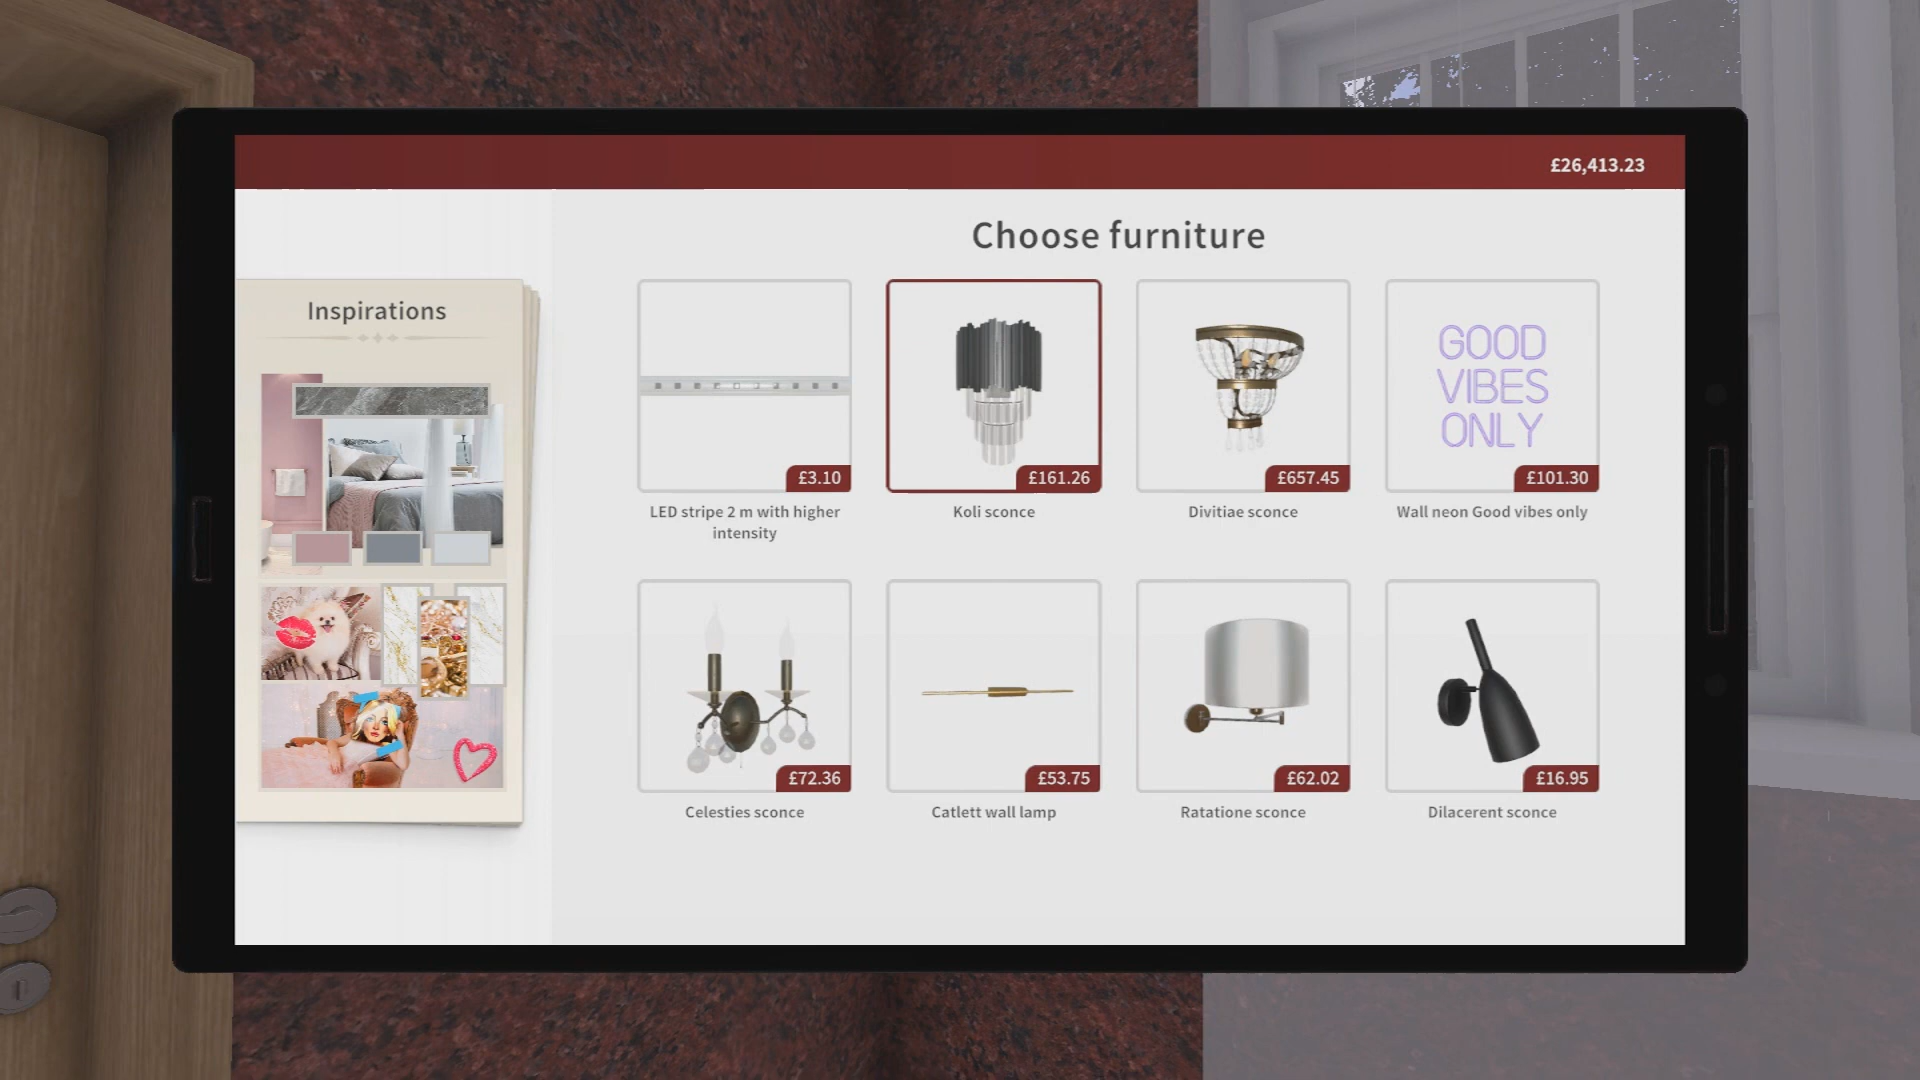 £26,413.23
Inspirations
Choose furniture
£3.10
LED stripe 2 m with higher
intensity
£161.26
Koli sconce
£657.45
Divitiae sconce
GOOD
VIBES
ONLY
£101.30
Wall neon Good vibes only
£72.36
Celesties sconce
£53.75
Catlett wall lamp
£62.02
Ratatione sconce
£16.95
Dilacerent sconce